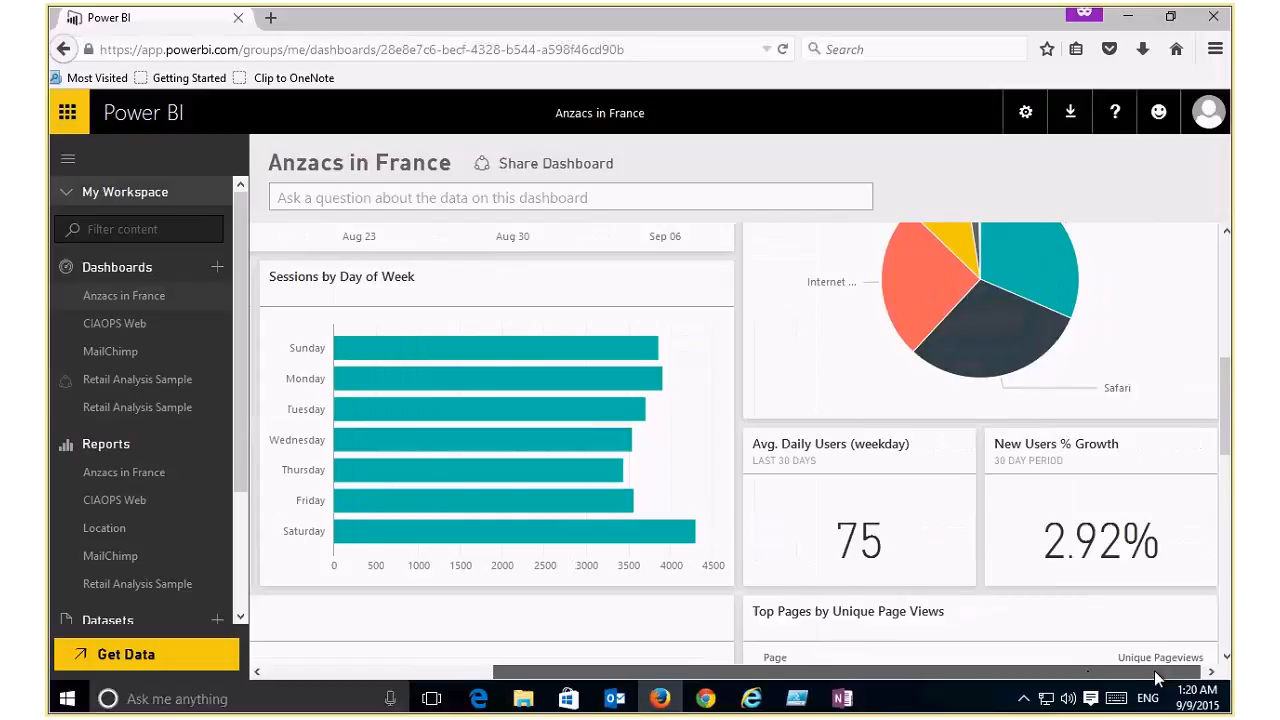 Power BI
https://app.powerbi.com/groups/me/dashboards/28e8e7c6-becf-4328-b544-a598f46cd90b
Search
Most Visited
Getting Started
Clip to OneNote
Power BI
Anzacs in France
?
My Workspace
Filter content
Dashboards
Anzacs in France
CIAOPS Web
MailChimp
Retail Analysis Sample
Retail Analysis Sample
Reports
Anzacs in France
CIAOPS Web
Location
MailChimp
Retail Analysis Sample
Datasets
Get Data
Anzacs in France
Share Dashboard
Ask a question about the data on this dashboard
Aug 23 Aug 30 Sep 06
Sessions by Day of Week
Sunday
Monday
Tuesday
Wednesday
Thursday
Friday
Saturday
0 500 1000 1500 2000 2500 3000 3500 4000 4500
Internet ...
Safari
Avg. Daily Users (weekday)
LAST 30 DAYS
75
New Users % Growth
30 DAY PERIOD
2.92%
Top Pages by Unique Page Views
Page Unique Pageviews
Ask me anything
ENG
1:20 AM
9/9/2015